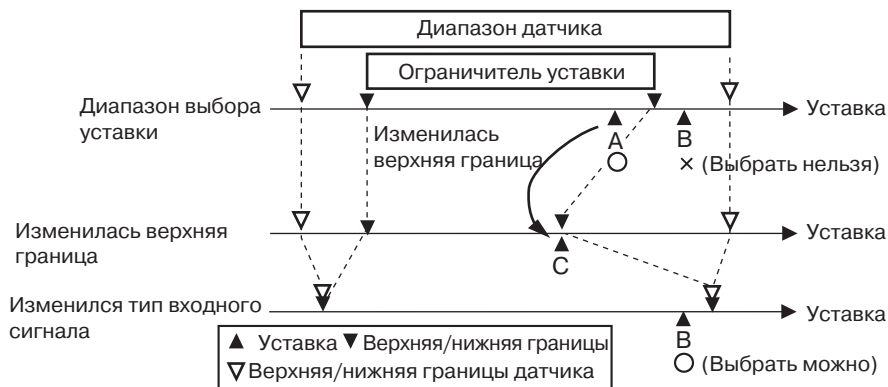 Диапазон датчика
Ограничитель уставки
Диапазон выбора
уставки
Уставка
Изменилась
верхняя граница
A
B
× (Выбрать нельзя)
Изменилась верхняя
граница
Уставка
C
Изменился тип входного
сигнала
Уставка
B
(Выбрать можно)
▲ Уставка ▼ Верхняя/нижняя границы
▽ Верхняя/нижняя границы датчика